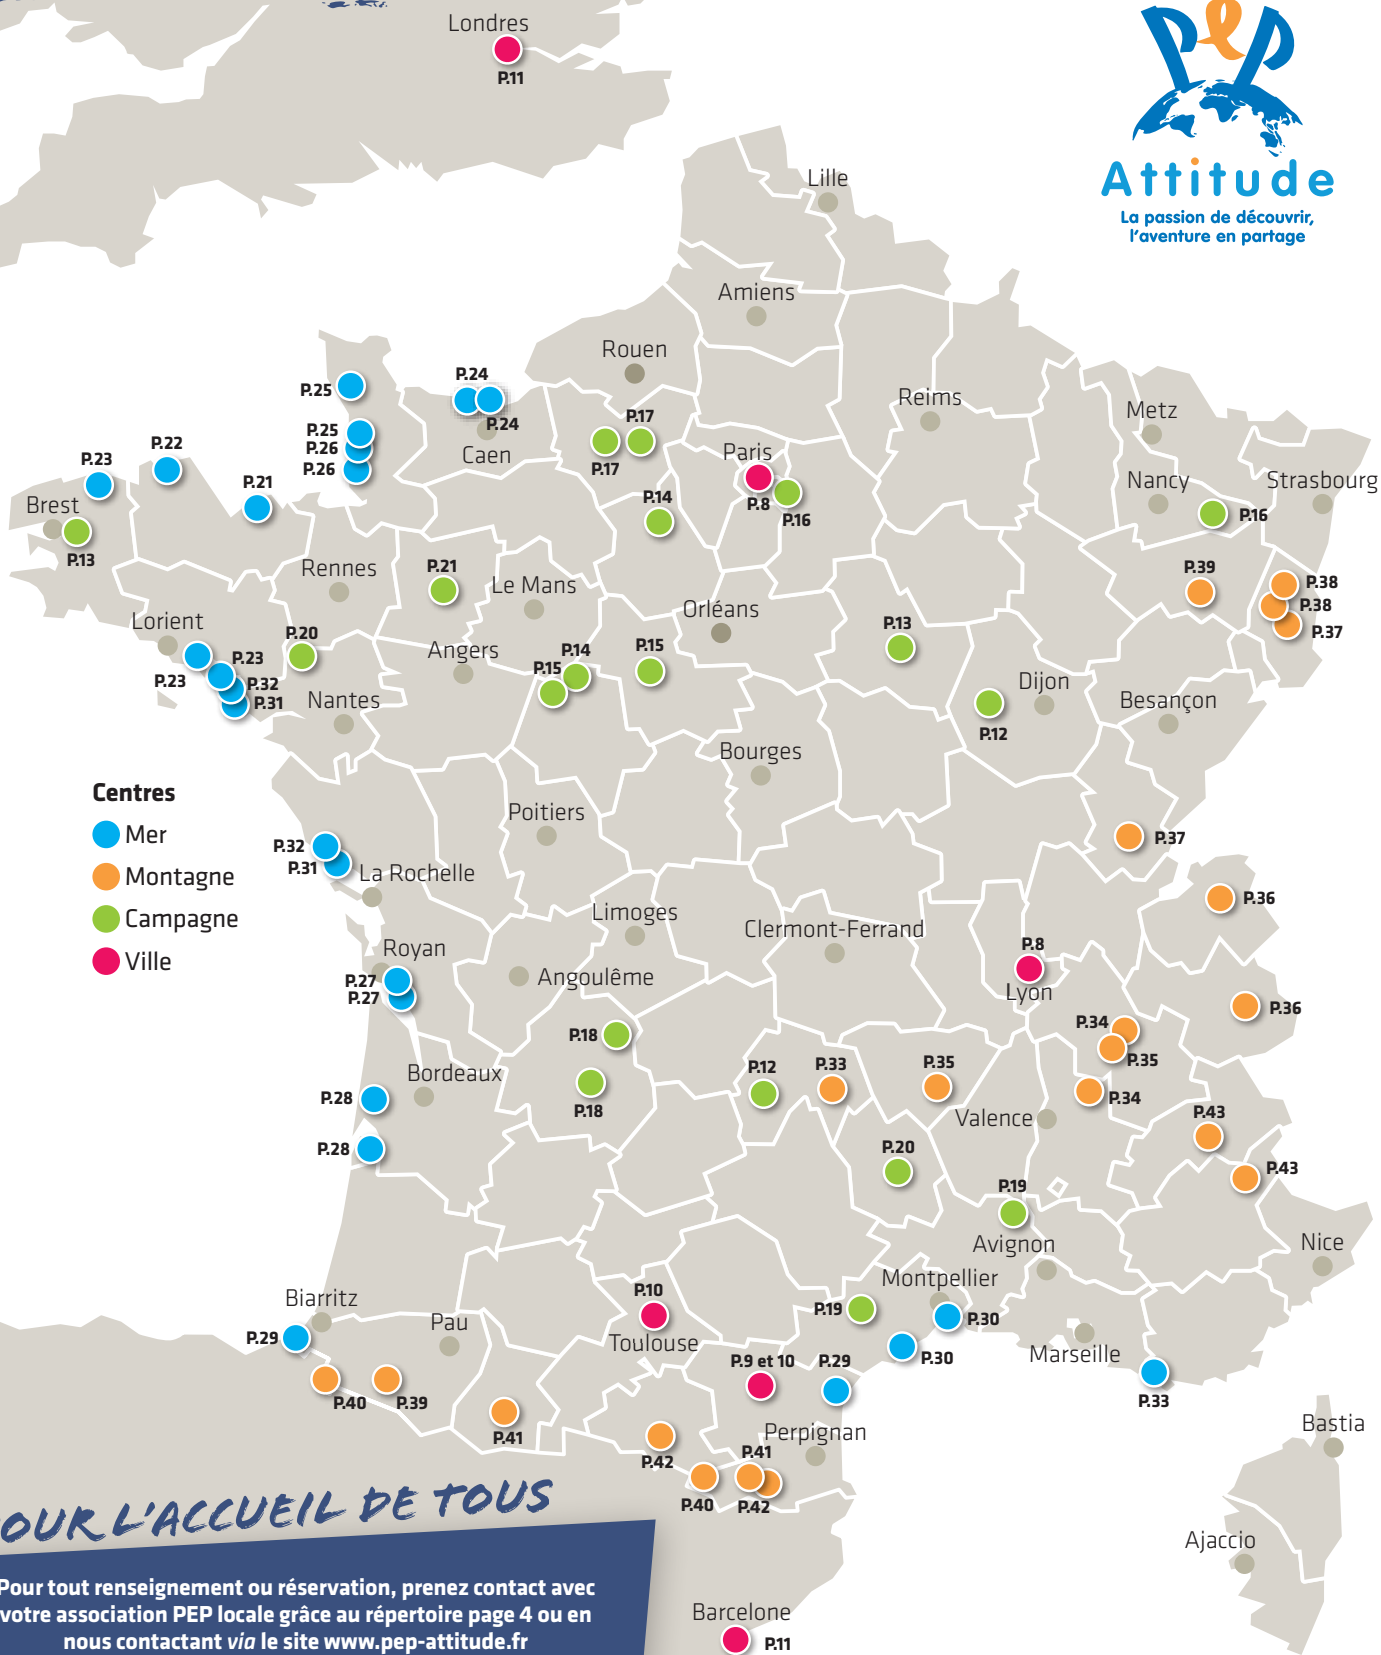 Londres
P.11
PEP
Attitude
La passion de découvrir,
l'aventure en partage
Lille
Amiens
Rouen
P.24
P.25
P.24
Caen
P.17
P.17
Reims
Metz
P.25
P.26
P.26
P.22
P.23
P.21
Brest
P.13
Paris
P.8
P.16
P.14
Nancy
Strasbourg
P.16
Rennes
P.21
Le Mans
P.39
P.38
P.38
P.37
Lorient
P.20
P.23
P.23
P.32
P.31
Nantes
Angers
P.14
P.15
P.15
Orléans
P.13
Dijon
P.12
Besançon
Bourges
Centres
Mer
Montagne
Campagne
Ville
Poitiers
P.32
P.31
La Rochelle
P.37
P.36
Limoges
Clermont-Ferrand
P.8
Lyon
Royan
P.27
P.27
Angoulême
P.36
P.18
P.18
P.34
P.35
P.34
P.12
P.33
P.35
Bordeaux
P.28
P.28
Valence
P.43
P.43
P.20
P.19
Avignon
Nice
Montpellier
P.19
P.30
P.30
Marseille
P.33
Biarritz
P.29
Pau
P.10
Toulouse
P.9 et 10
P.29
P.40
P.39
P.41
P.42
Perpignan
P.41
P.40
P.42
Bastia
Ajaccio
OUR L'ACCUEIL DE TOUS
Pour tout renseignement ou réservation, prenez contact avec
votre association PEP locale grâce au répertoire page 4 ou en
nous contactant via le site www.pep-attitude.fr
Barcelone
P.11